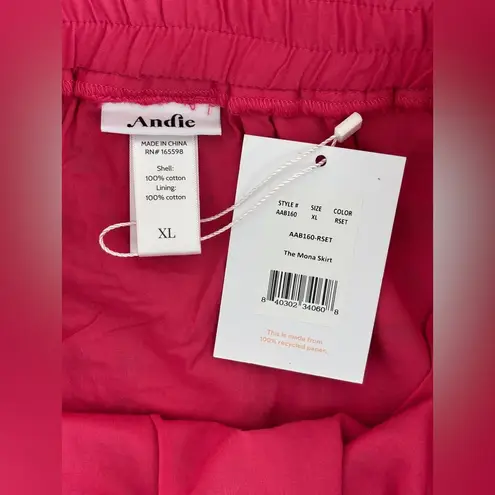 Andie
MADE IN CHINA
RN# 165598
Shell:
100% cotton
Lining:
100% cotton
XL
STYLE # SIZE COLOR
AAB160 XL RSET
AAB160-RSET
The Mona Skirt
8 40302 34060 8
This is made from
100% recycled paper.